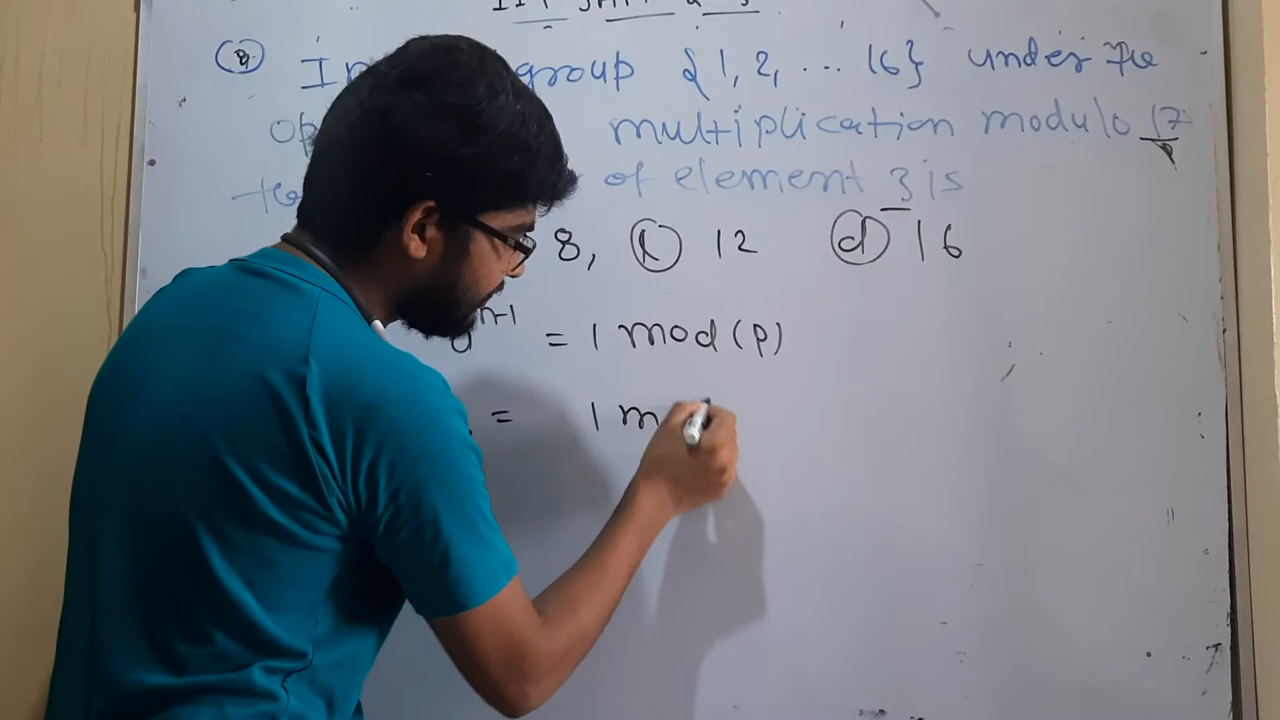 In group {1, 2, ... 16} under the
multiplication modulo 17
of element 3 is
8, 12 (d) 16
n-1 = 1 mod (p)
= 1 m